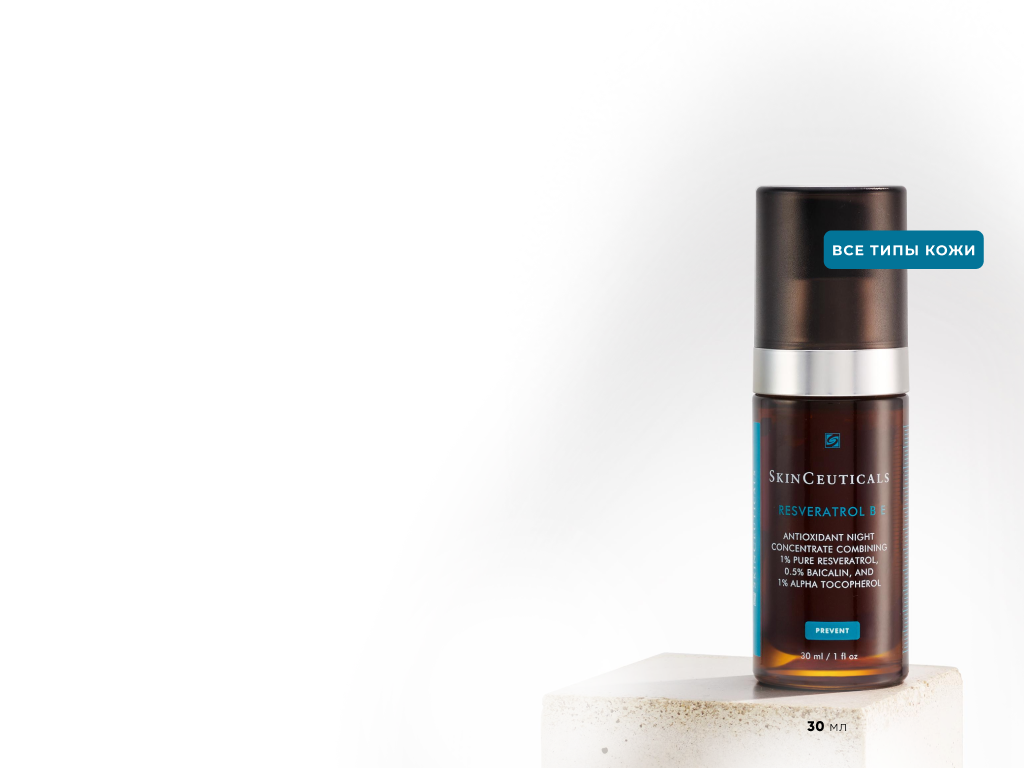 ВСЕ ТИПЫ КОЖИ
SKINCEUTICALS
RESVERATROL B E
ANTIOXIDANT NIGHT
CONCENTRATE COMBINING
1% PURE RESVERATROL,
0.5% BAICALIN, AND
1% ALPHA TOCOPHEROL
PREVENT
30 ml / 1 fl oz
30 мл